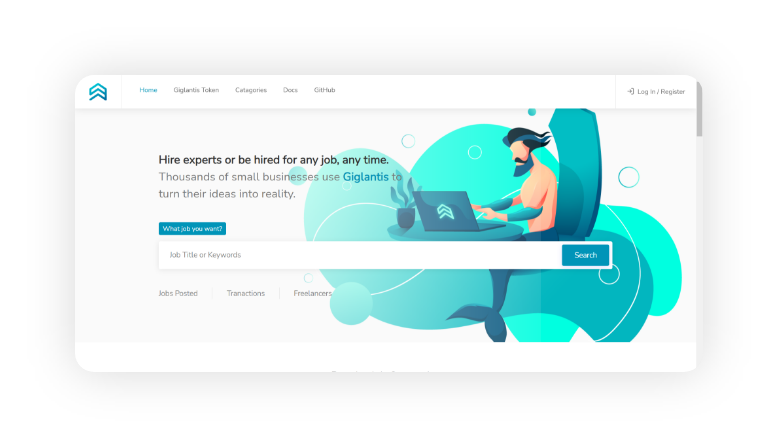 Home Giglantis Token Catagories Docs GitHub Log In / Register
Hire experts or be hired for any job, any time.
Thousands of small businesses use Giglantis to
turn their ideas into reality.
What job you want?
Job Title or Keywords Search
Jobs Posted Tranactions Freelancers